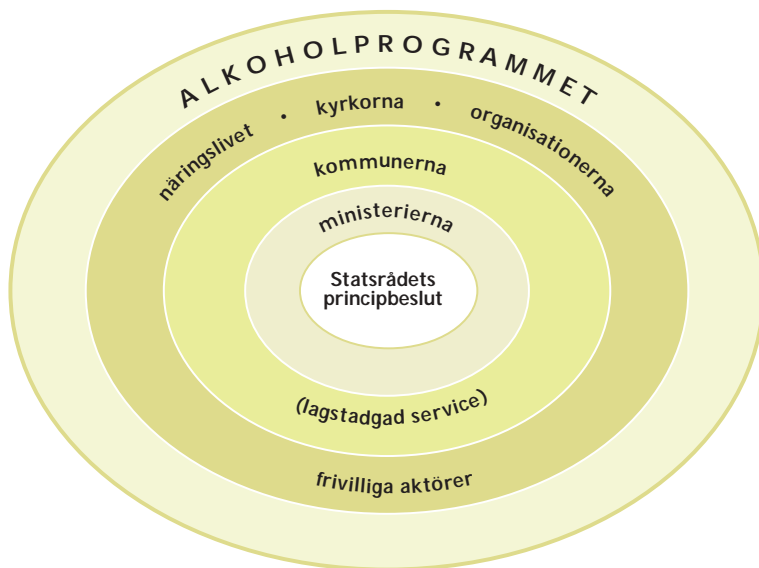 ALKOHOLPROGRAMMET
näringslivet • kyrkorna • organisationerna
kommunerna
ministerierna
Statsrådets
principbeslut
(lagstadgad service)
frivilliga aktörer